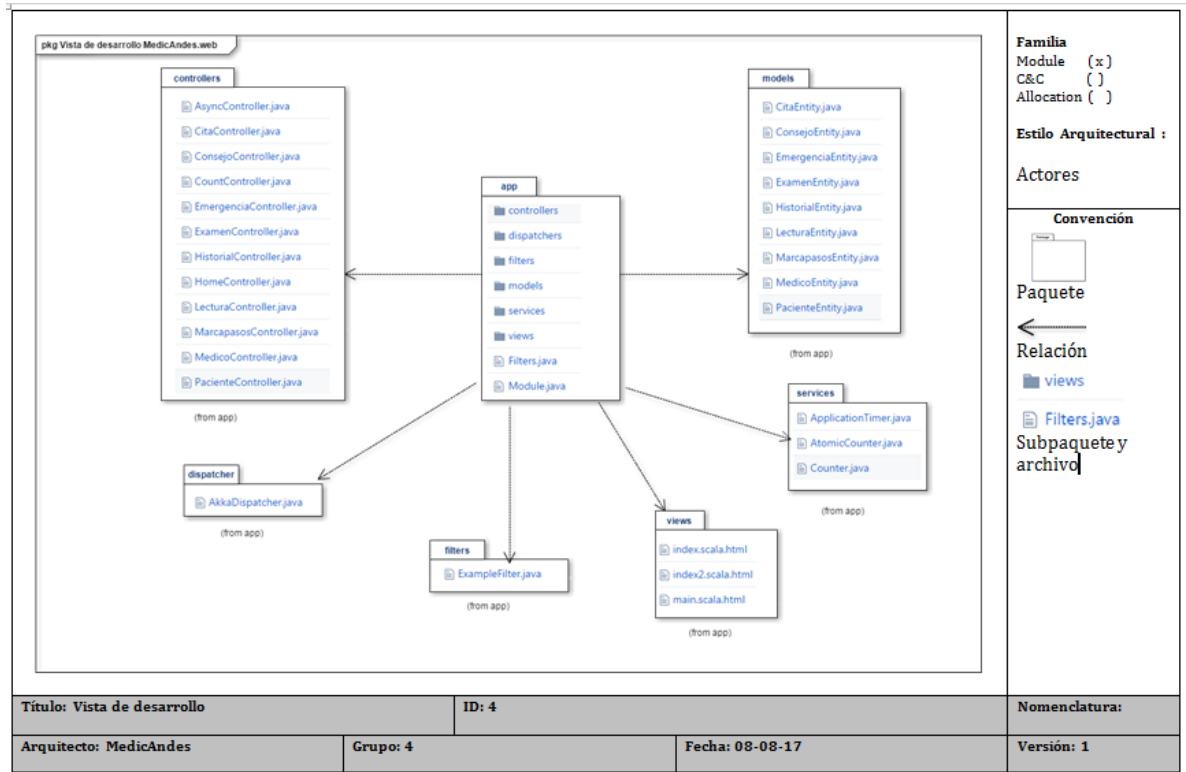 pkg Vista de desarrollo MedicAndes.web
controllers
AsyncController.java
CitaController.java
ConsejoController.java
CountController.java
EmergenciaController.java
ExamenController.java
HistorialController.java
HomeController.java
LecturaController.java
MarcapasosController.java
MedicoController.java
PacienteController.java
(from app)
app
controllers
dispatchers
filters
models
services
views
Filters.java
Module.java
models
CitaEntity.java
ConsejoEntity.java
EmergenciaEntity.java
ExamenEntity.java
HistorialEntity.java
LecturaEntity.java
MarcapasosEntity.java
MedicoEntity.java
PacienteEntity.java
(from app)
services
ApplicationTimer.java
AtomicCounter.java
Counter.java
(from app)
dispatcher
AkkaDispatcher.java
(from app)
filters
ExampleFilter.java
(from app)
views
index.scala.html
index2.scala.html
main.scala.html
(from app)
Familia
Module (x)
C&C ( )
Allocation ( )
Estilo Arquitectural :
Actores
Convención
Paquete
Relación
views
Filters.java
Subpaquete y
archivo
Título: Vista de desarrollo
ID: 4
Nomenclatura:
Arquitecto: MedicAndes
Grupo: 4
Fecha: 08-08-17
Versión: 1